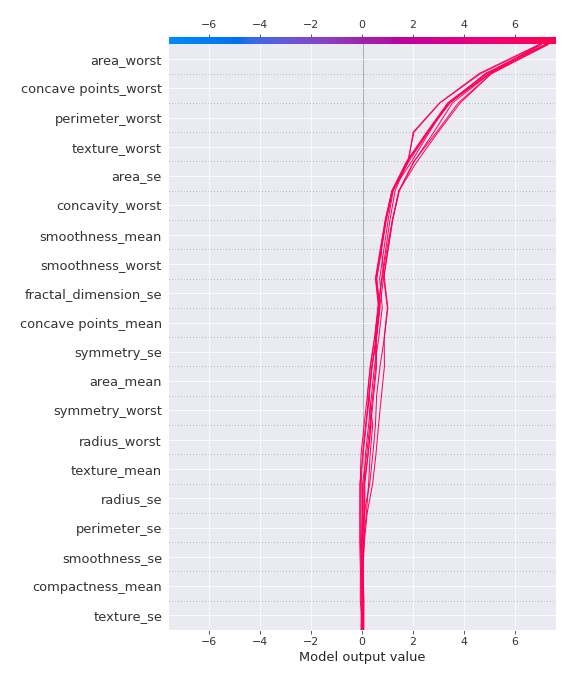 −6 −4 −2 0 2 4 6
area_worst
concave points_worst
perimeter_worst
texture_worst
area_se
concavity_worst
smoothness_mean
smoothness_worst
fractal_dimension_se
concave points_mean
symmetry_se
area_mean
symmetry_worst
radius_worst
texture_mean
radius_se
perimeter_se
smoothness_se
compactness_mean
texture_se
−6 −4 −2 0 2 4 6
Model output value